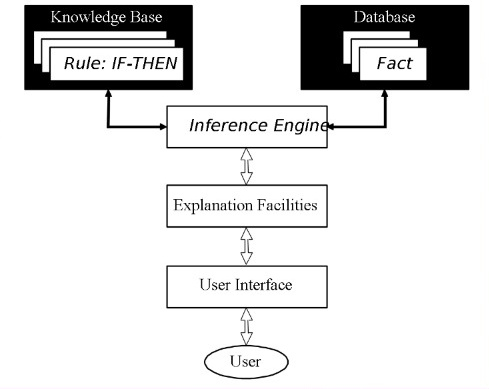 Knowledge Base
Database
Rule: IF-THEN
Fact
Inference Engine
Explanation Facilities
User Interface
User